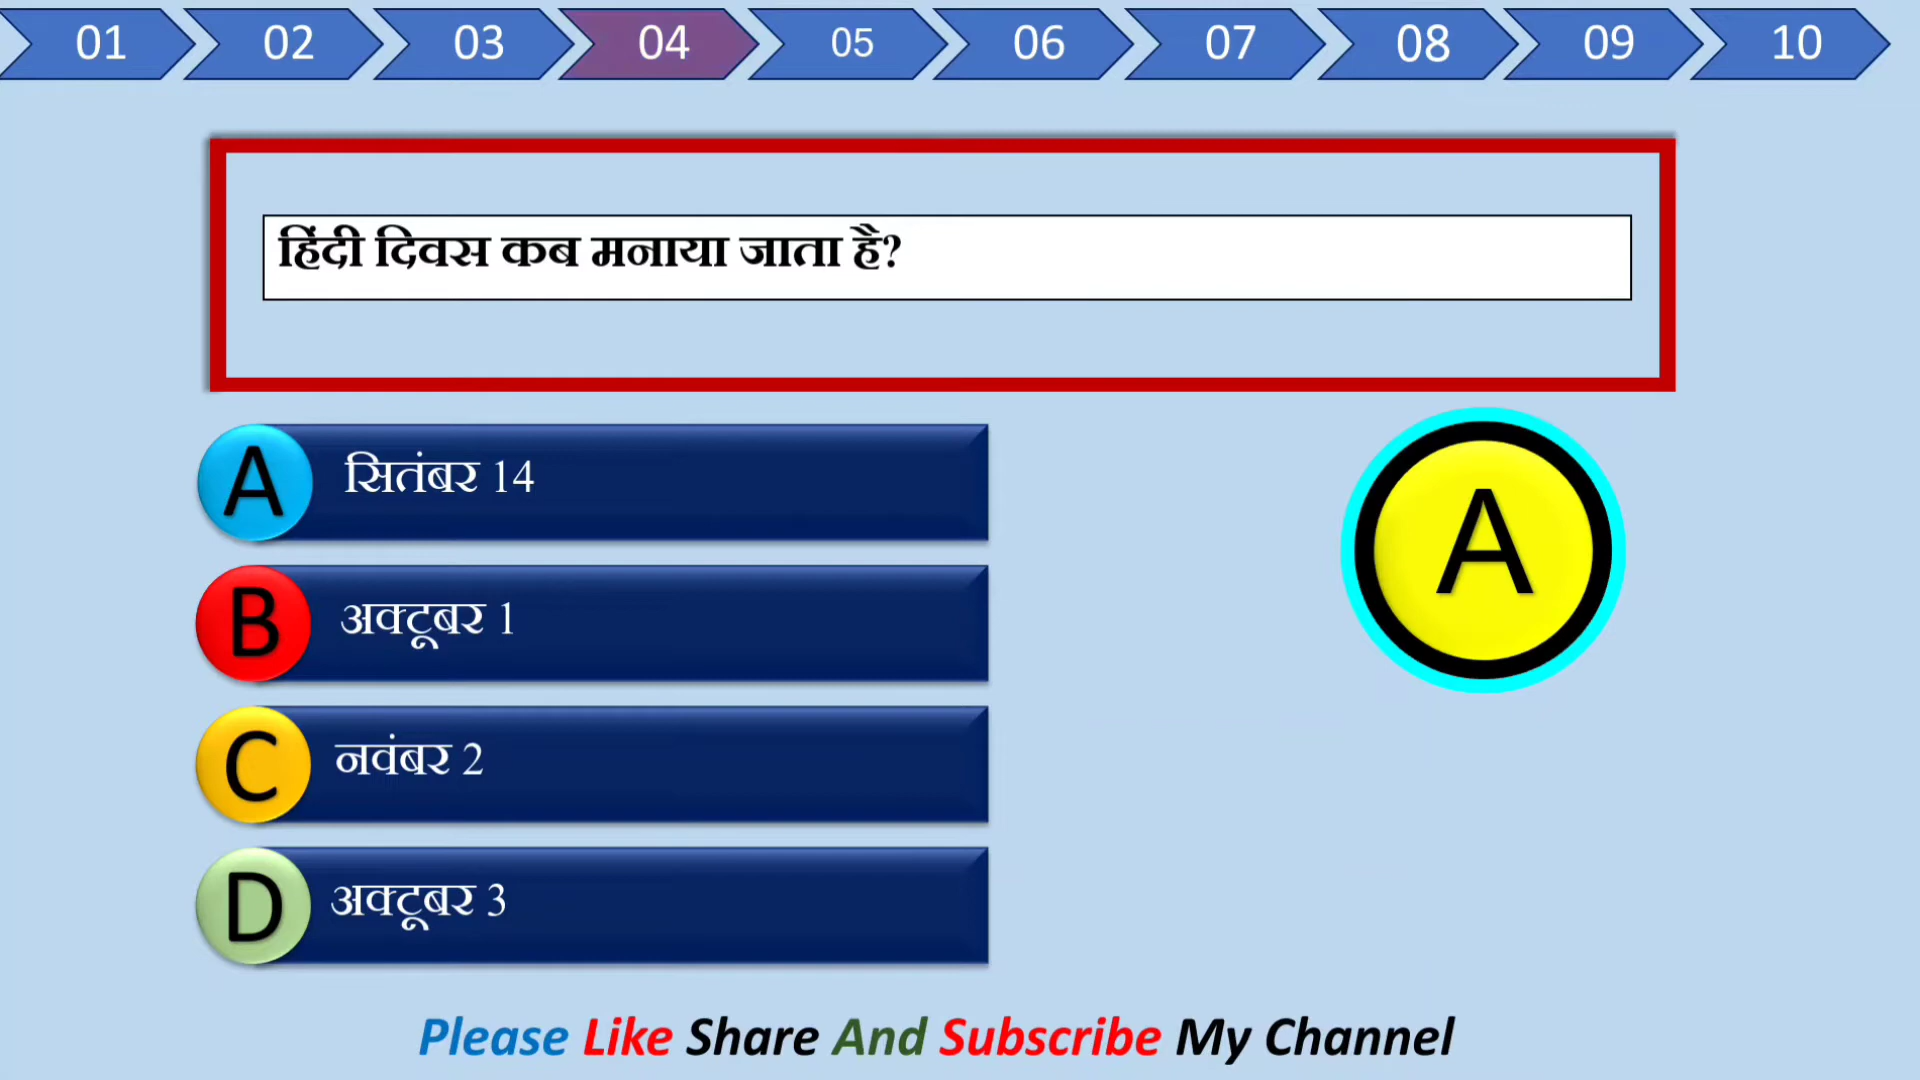 01 02 03 04 05 06 07 08 09 10
हिंदी दिवस कब मनाया जाता है?
A सितंबर 14
A
B अक्टूबर 1
C नवंबर 2
D अक्टूबर 3
Please Like Share And Subscribe My Channel